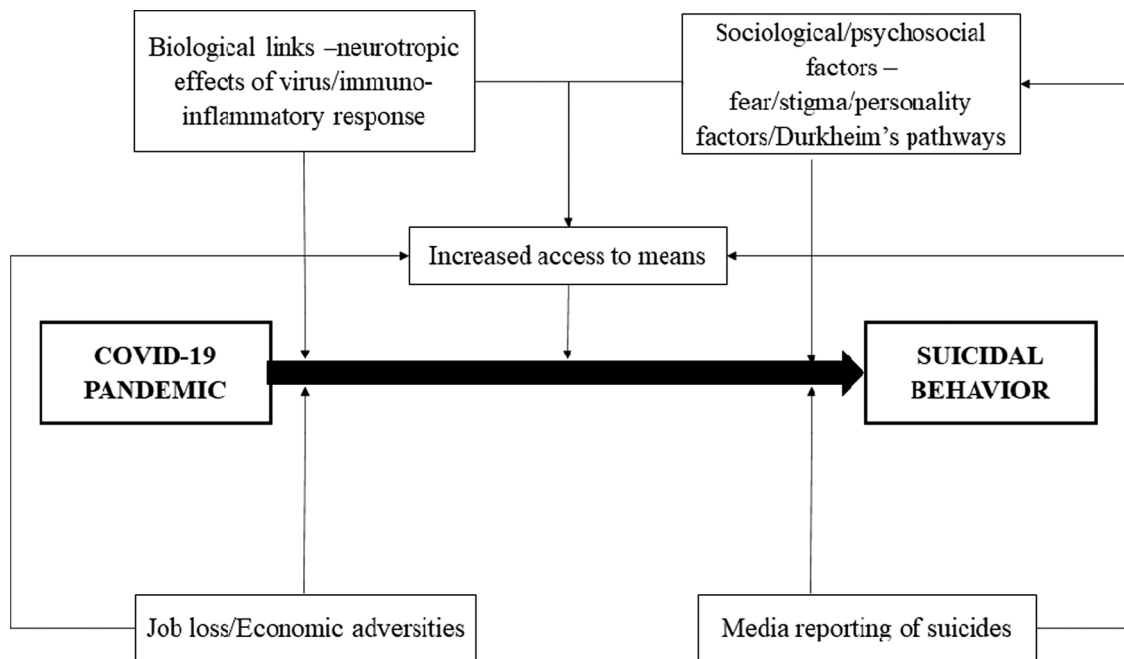 Biological links –neurotropic
effects of virus/immuno-
inflammatory response
Sociological/psychosocial
factors –
fear/stigma/personality
factors/Durkheim’s pathways
Increased access to means
COVID-19
PANDEMIC
SUICIDAL
BEHAVIOR
Job loss/Economic adversities
Media reporting of suicides